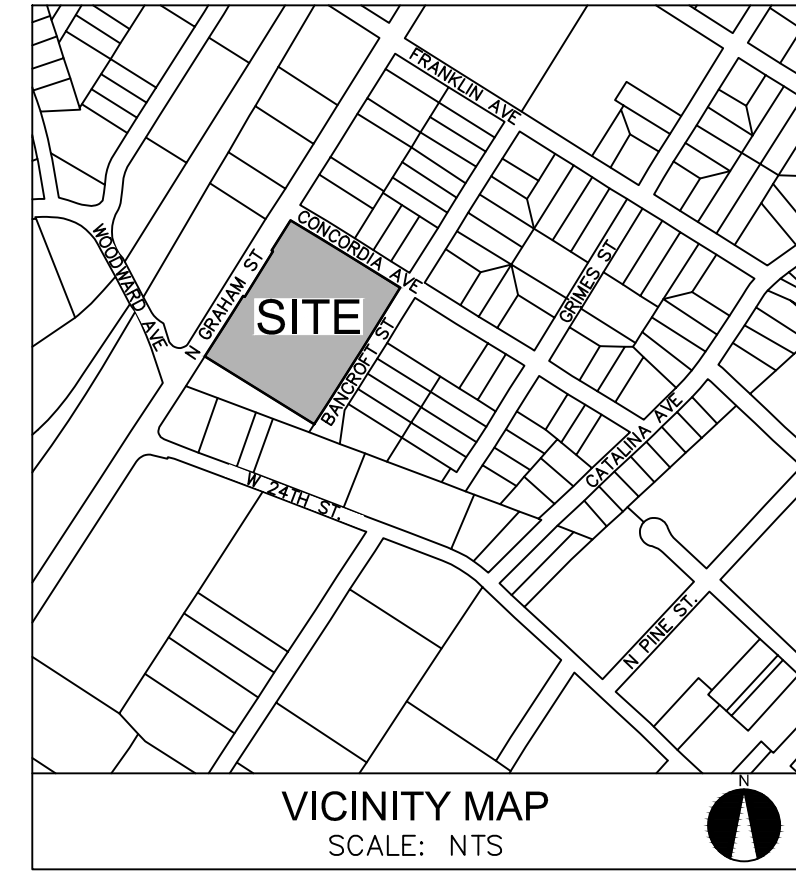 FRANKLIN AVE
CONCORDIA AVE
WOODWARD AVE
N GRAHAM ST
SITE
GRIMES ST
BANCROFT ST
CATALINA AVE
W 24TH ST.
N PINE ST.
VICINITY MAP
SCALE: NTS
N